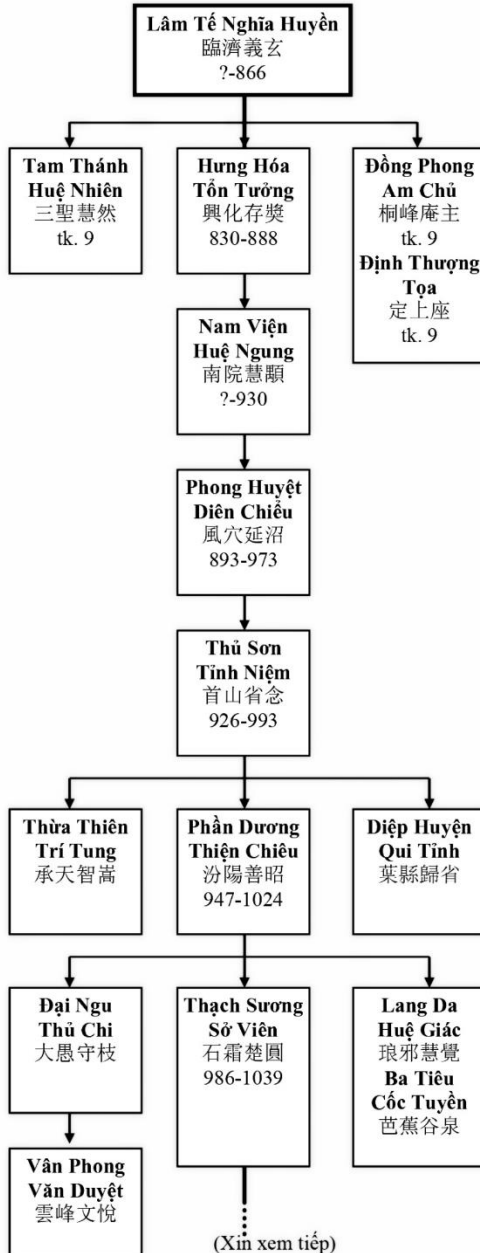 Lâm Tế Nghĩa Huyền
臨濟義玄
?-866
Tam Thánh
Huệ Nhiên
三聖慧然
tk. 9
Hưng Hóa
Tổn Tưởng
興化存奬
830-888
Đồng Phong
Am Chủ
桐峰庵主
tk. 9
Định Thượng
Tọa
定上座
tk. 9
Nam Viện
Huệ Ngung
南院慧顒
?-930
Phong Huyệt
Diên Chiểu
風穴延沼
893-973
Thủ Sơn
Tỉnh Niệm
首山省念
926-993
Thừa Thiên
Trí Tung
承天智嵩
Phần Dương
Thiện Chiêu
汾陽善昭
947-1024
Diệp Huyện
Qui Tỉnh
葉縣歸省
Đại Ngu
Thủ Chi
大愚守枝
Thạch Sương
Sở Viên
石霜楚圓
986-1039
Lang Da
Huệ Giác
琅邪慧覺
Ba Tiêu
Cốc Tuyền
芭蕉谷泉
Vân Phong
Văn Duyệt
雲峰文悅
(Xin xem tiếp)